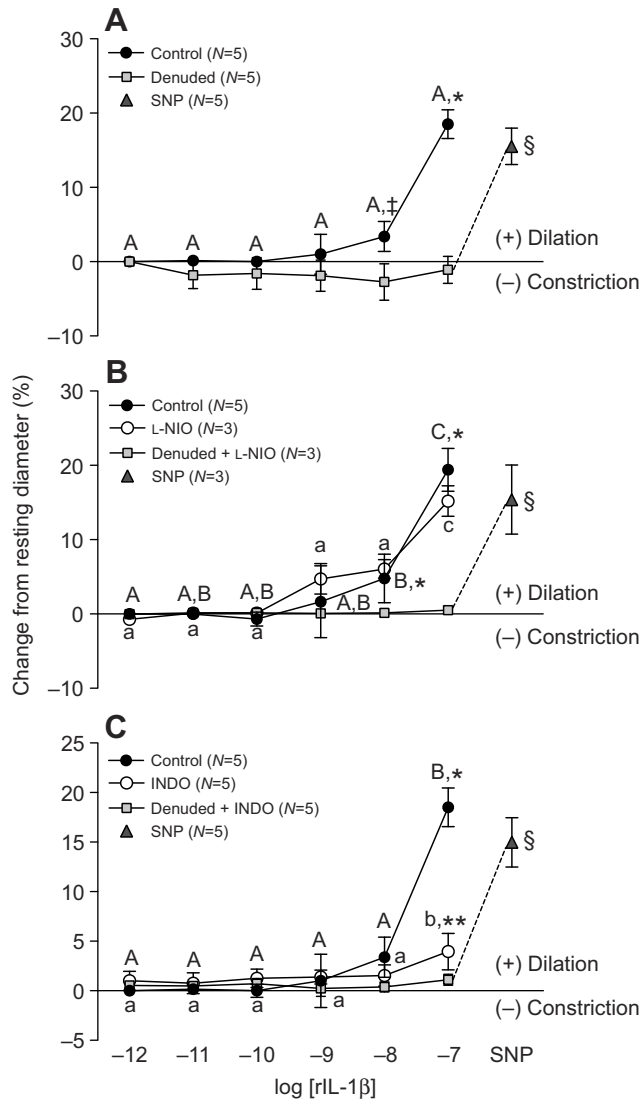 A
30
20
10
0
–10
Control (N=5)
Denuded (N=5)
SNP (N=5)
A
A
A
A
A,‡
A,*
§
(+) Dilation
(–) Constriction
Change from resting diameter (%)
B
30
20
10
0
–10
Control (N=5)
L-NIO (N=3)
Denuded + L-NIO (N=3)
SNP (N=3)
A
A,B
A,B
a
a
C,*
c
a
a
a
A,B
B,*
§
(+) Dilation
(–) Constriction
C
25
20
15
10
5
0
–5
Control (N=5)
INDO (N=5)
Denuded + INDO (N=5)
SNP (N=5)
A
A
A
A
A
B,*
b,**
a
a
a
a
a
§
(+) Dilation
(–) Constriction
–12 –11 –10 –9 –8 –7 SNP
log [rIL-1β]